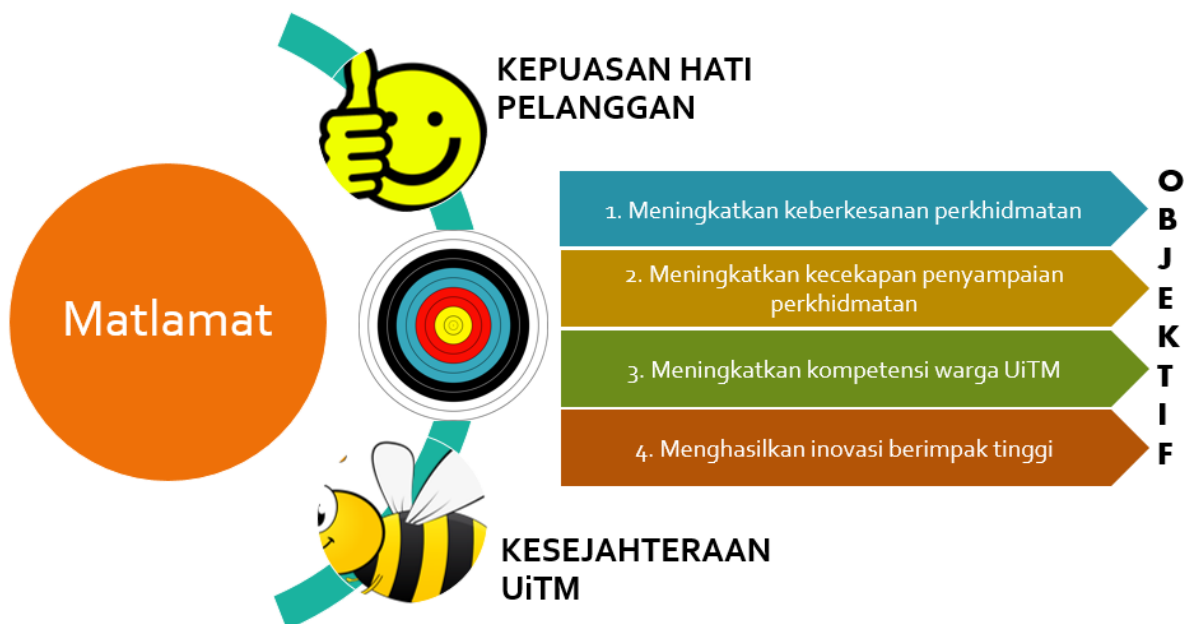 Matlamat
KEPUASAN HATI
PELANGGAN
1. Meningkatkan keberkesanan perkhidmatan
2. Meningkatkan kecekapan penyampaian
perkhidmatan
3. Meningkatkan kompetensi warga UiTM
4. Menghasilkan inovasi berimpak tinggi
KESEJAHTERAAN
UiTM
O
B
J
E
K
T
I
F